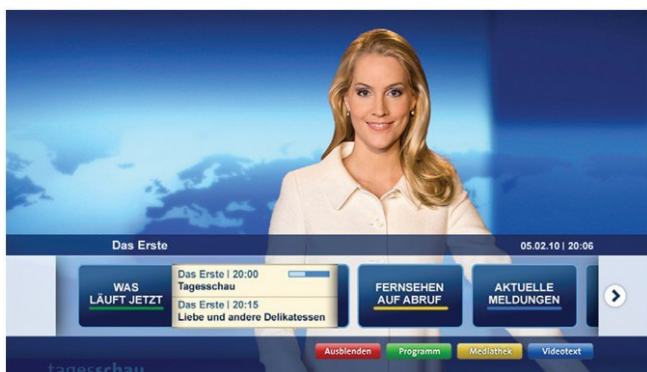 Das Erste
05.02.10 | 20:06
WAS
LÄUFT JETZT
Das Erste | 20:00
Tagesschau
Das Erste | 20:15
Liebe und andere Delikatessen
FERNSEHEN
AUF ABRUF
AKTUELLE
MELDUNGEN
Ausblenden
Programm
Mediathek
Videotext
tagesschau